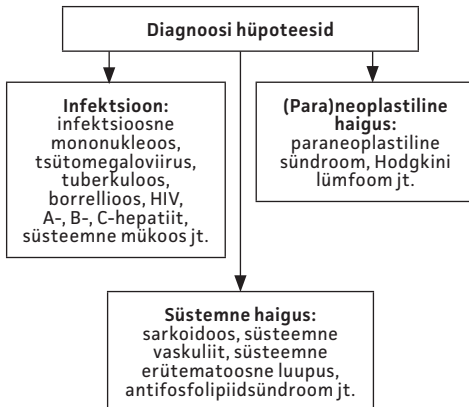 Diagnoosi hüpoteesid
Infektsioon:
infektsioosne
mononukleoos,
tsütomegaloviirus,
tuberkuloos,
borrellioos, HIV,
A-, B-, C-hepatiit,
süsteemne mükoos jt.
(Para)neoplastiline
haigus:
paraneoplastiline
sündroom, Hodgkini
lümfoom jt.
Süstemne haigus:
sarkoidoos, süsteemne
vaskuliit, süsteemne
erütematoosne luupus,
antifosfolipiidsündroom jt.